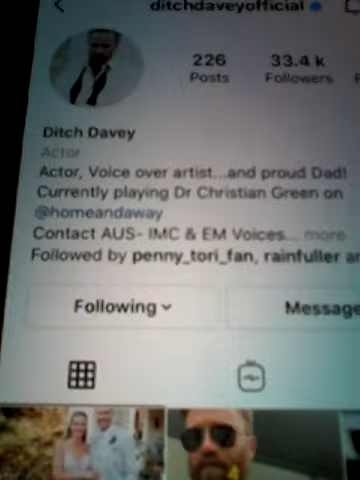 ditchdaveyofficial
226
33.4 k
Posts
Followers
Ditch Davey
Actor
Actor, Voice over artist...and proud Dad!
Currently playing Dr Christian Green on
@homeandaway
Contact AUS- IMC & EM Voices... more
Followed by penny_tori_fan, rainfuller ar
Following
Message